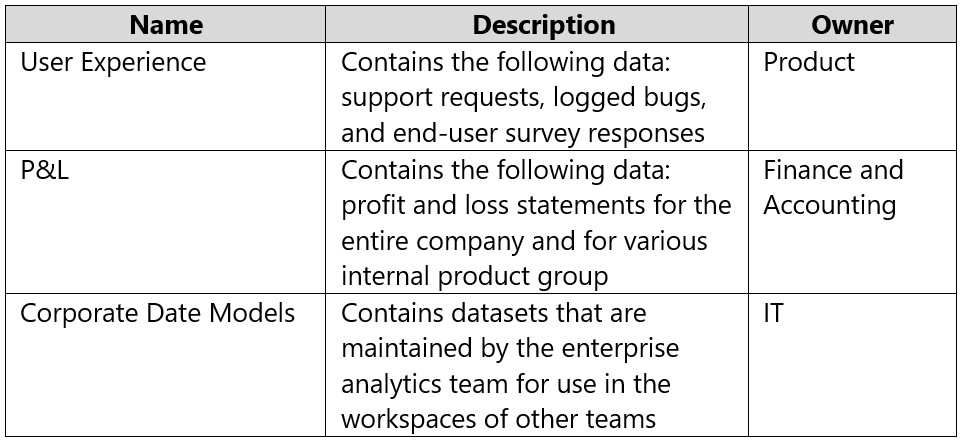 Name Description Owner
User Experience Contains the following data: Product
support requests, logged bugs,
and end-user survey responses
P&L Contains the following data: Finance and
profit and loss statements for the Accounting
entire company and for various
internal product group
Corporate Date Models Contains datasets that are IT
maintained by the enterprise
analytics team for use in the
workspaces of other teams